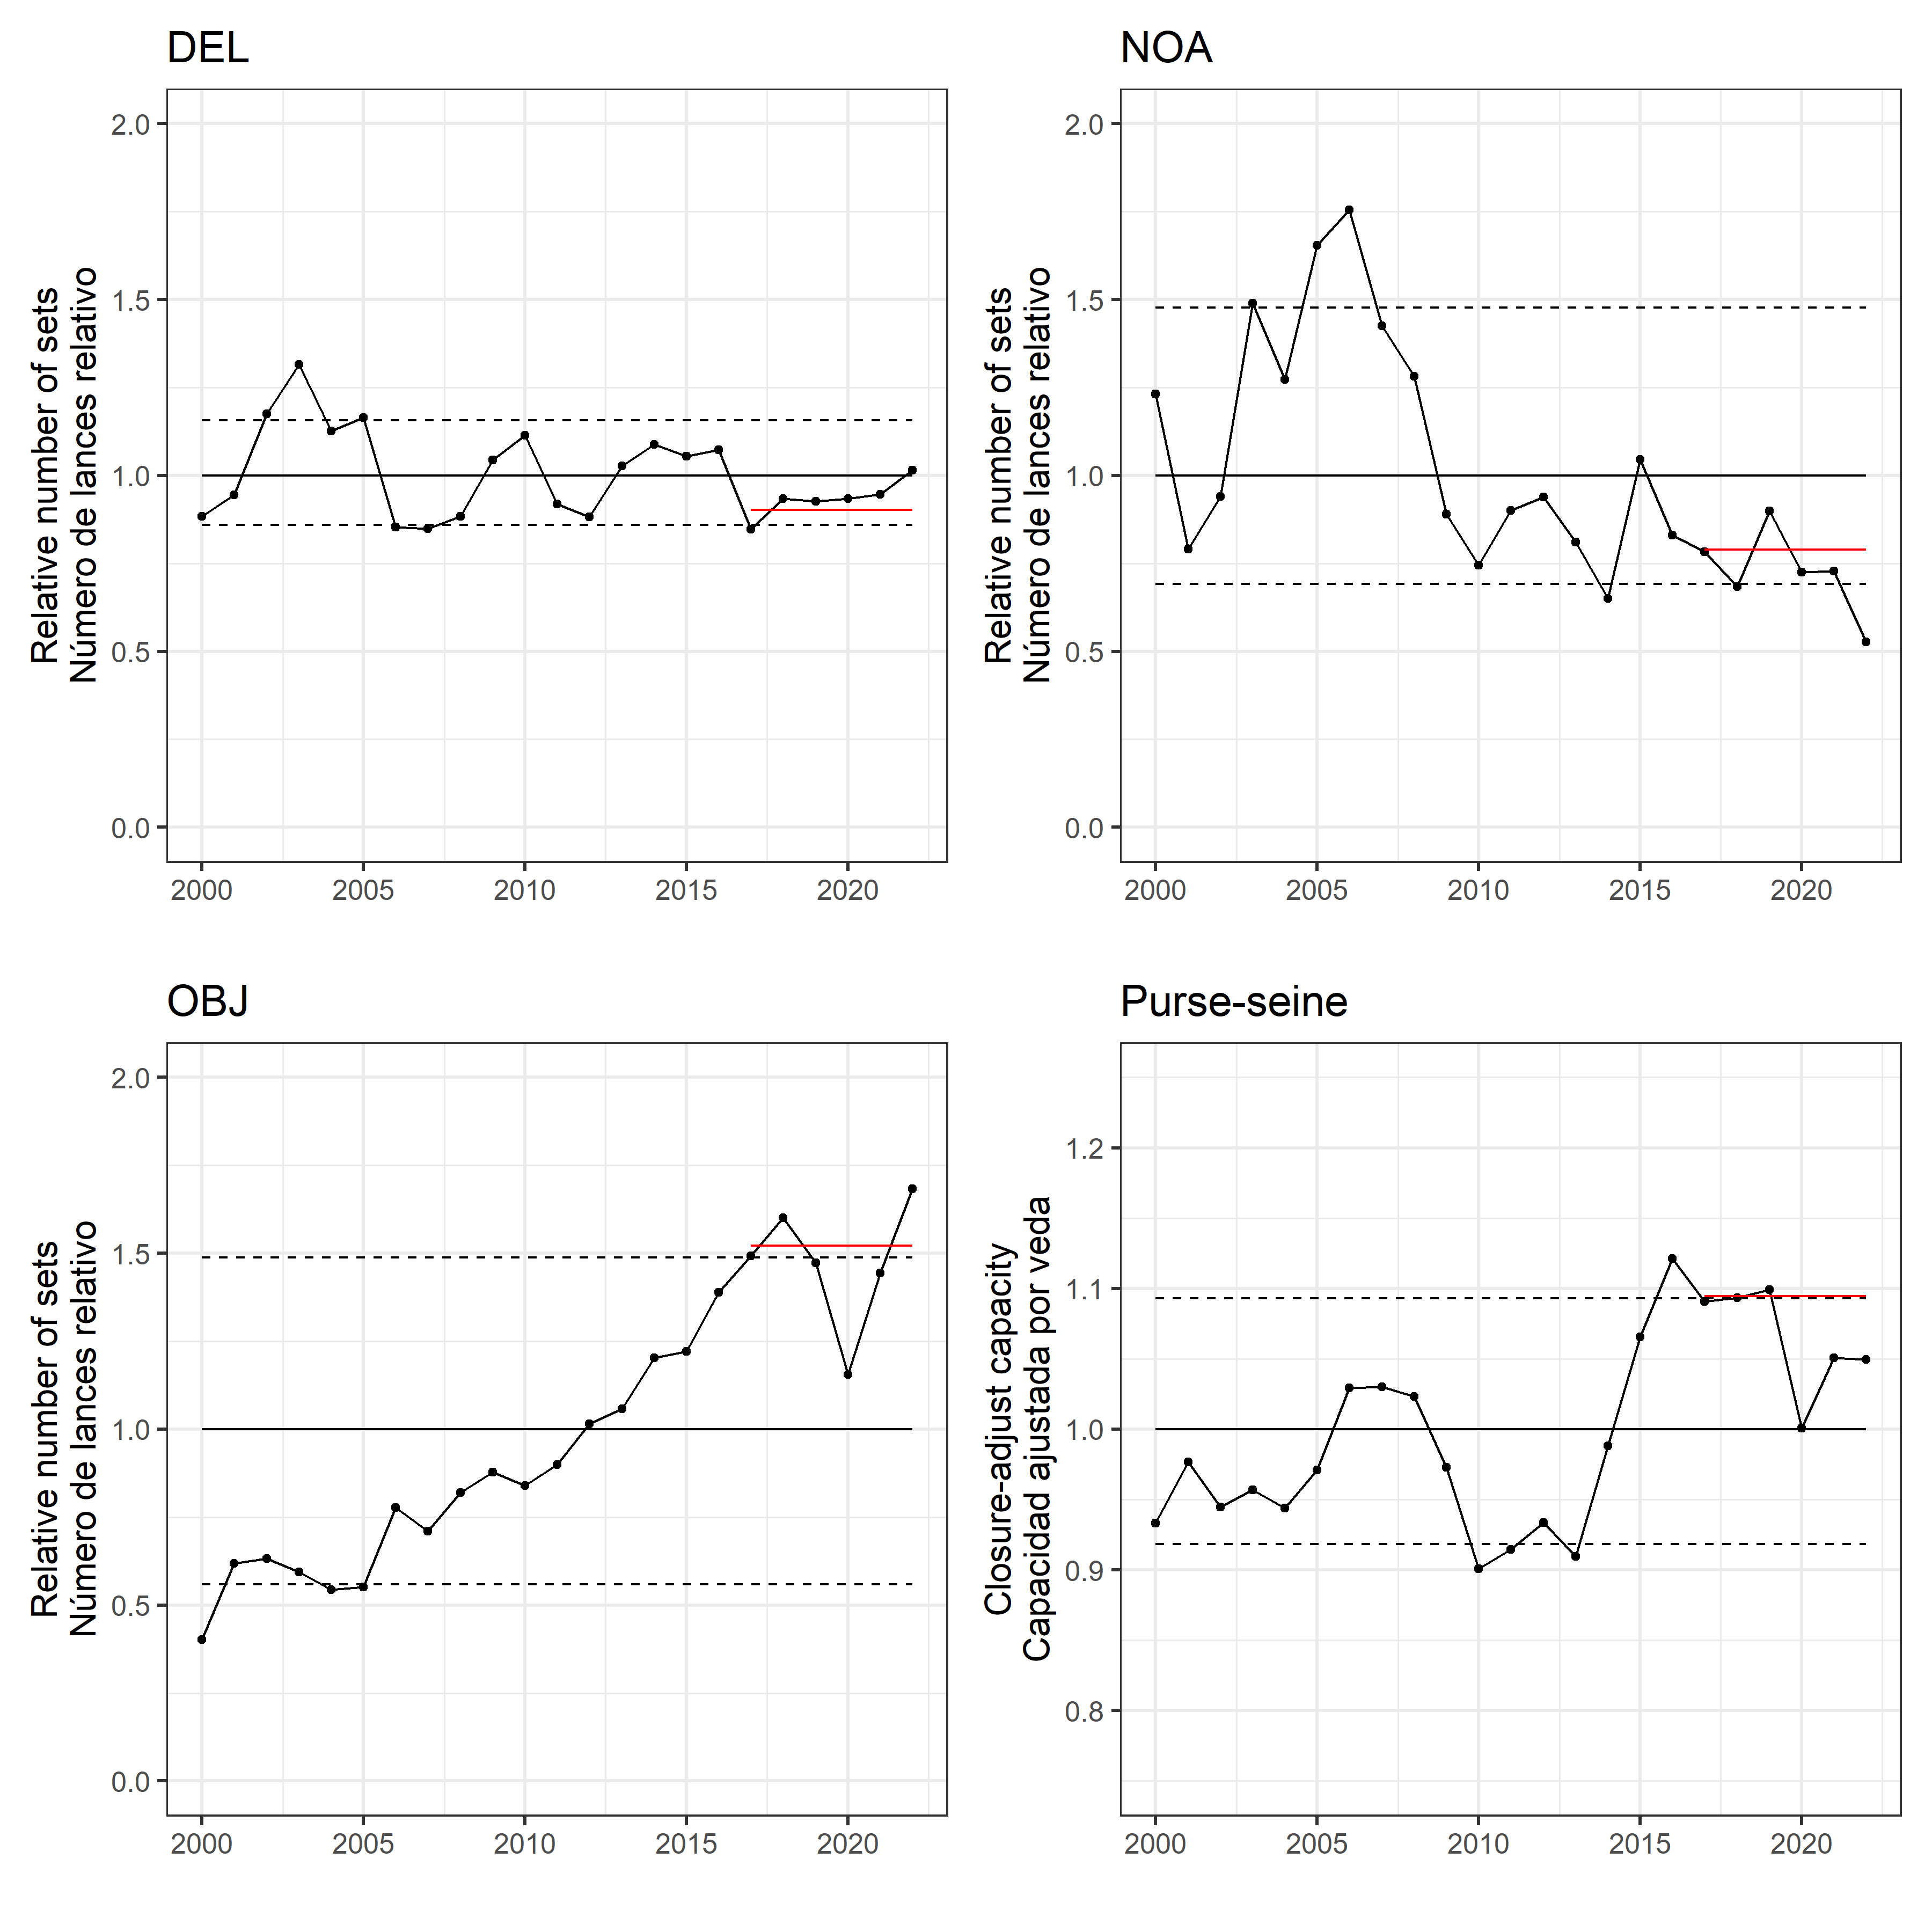 DEL
Relative number of sets
Número de lances relativo
2.0
1.5
1.0
0.5
0.0
2000 2005 2010 2015 2020
NOA
Relative number of sets
Número de lances relativo
2.0
1.5
1.0
0.5
0.0
2000 2005 2010 2015 2020
OBJ
Relative number of sets
Número de lances relativo
2.0
1.5
1.0
0.5
0.0
2000 2005 2010 2015 2020
Purse-seine
Closure-adjust capacity
Capacidad ajustada por veda
1.2
1.1
1.0
0.9
0.8
2000 2005 2010 2015 2020